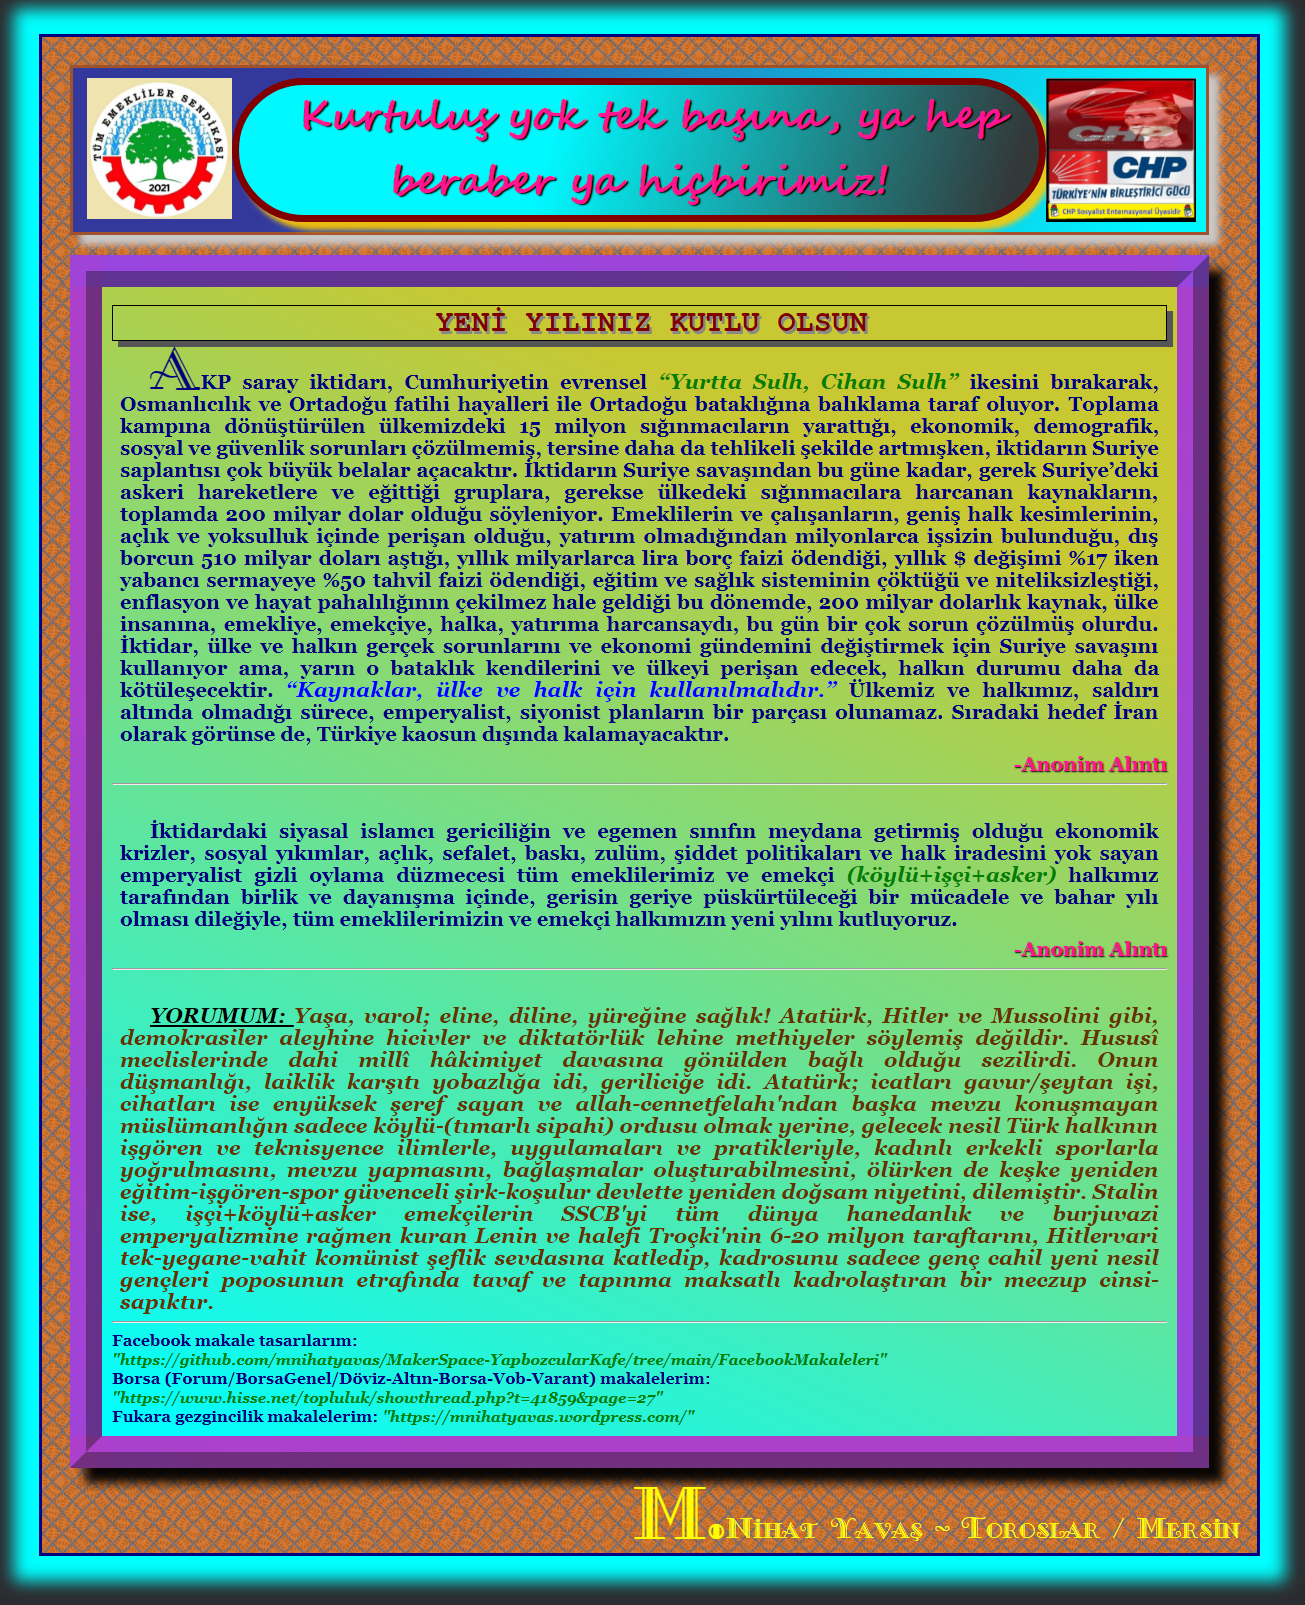 TÜM EMEKLİLER SENDİKASI
2021
Kurtuluş yok tek başına, ya hep
beraber ya hiçbirimiz!
CHP
CHP
TÜRKİYE'NİN BİRLEŞTİRİCİ GÜCÜ
CHP Sosyalist Enternasyonal Üyesidir
YENİ YILINIZ KUTLU OLSUN
AKP saray iktidarı, Cumhuriyetin evrensel “Yurtta Sulh, Cihan Sulh” ikesini bırakarak,
Osmanlıcılık ve Ortadoğu fatihi hayalleri ile Ortadoğu bataklığına balıklama taraf oluyor. Toplama
kampına dönüştürülen ülkemizdeki 15 milyon sığınmacıların yarattığı, ekonomik, demografik,
sosyal ve güvenlik sorunları çözülmemiş, tersine daha da tehlikeli şekilde artmışken, iktidarın Suriye
saplantısı çok büyük belalar açacaktır. İktidarın Suriye savaşından bu güne kadar, gerek Suriye’deki
askeri hareketlere ve eğittiği gruplara, gerekse ülkedeki sığınmacılara harcanan kaynakların,
toplamda 200 milyar dolar olduğu söyleniyor. Emeklilerin ve çalışanların, geniş halk kesimlerinin,
açlık ve yoksulluk içinde perişan olduğu, yatırım olmadığından milyonlarca işsizin bulunduğu, dış
borcun 510 milyar doları aştığı, yıllık milyarlarca lira borç faizi ödendiği, yıllık $ değişimi %17 iken
yabancı sermayeye %50 tahvil faizi ödendiği, eğitim ve sağlık sisteminin çöktüğü ve niteliksizleştiği,
enflasyon ve hayat pahalılığının çekilmez hale geldiği bu dönemde, 200 milyar dolarlık kaynak, ülke
insanına, emekliye, emekçiye, halka, yatırıma harcansaydı, bu gün bir çok sorun çözülmüş olurdu.
İktidar, ülke ve halkın gerçek sorunlarını ve ekonomi gündemini değiştirmek için Suriye savaşını
kullanıyor ama, yarın o bataklık kendilerini ve ülkeyi perişan edecek, halkın durumu daha da
kötüleşecektir. “Kaynaklar, ülke ve halk için kullanılmalıdır.” Ülkemiz ve halkımız, saldırı
altında olmadığı sürece, emperyalist, siyonist planların bir parçası olunamaz. Sıradaki hedef İran
olarak görünse de, Türkiye kaosun dışında kalamayacaktır.
-Anonim Alıntı
İktidardaki siyasal islamcı gericiliğin ve egemen sınıfın meydana getirmiş olduğu ekonomik
krizler, sosyal yıkımlar, açlık, sefalet, baskı, zulüm, şiddet politikaları ve halk iradesini yok sayan
emperyalist gizli oylama düzmecesi tüm emeklilerimiz ve emekçi (köylü+işçi+asker) halkımız
tarafından birlik ve dayanışma içinde, gerisin geriye püskürtüleceği bir mücadele ve bahar yılı
olması dileğiyle, tüm emeklilerimizin ve emekçi halkımızın yeni yılını kutluyoruz.
-Anonim Alıntı
YORUMUM: Yaşa, varol; eline, diline, yüreğine sağlık! Atatürk, Hitler ve Mussolini gibi,
demokrasiler aleyhine hicivler ve diktatörlük lehine methiyeler söylemiş değildir. Hususî
meclislerinde dahi millî hâkimiyet davasına gönülden bağlı olduğu sezilirdi. Onun
düşmanlığı, laiklik karşıtı yobazlığa idi, geriliciğe idi. Atatürk; icatları gavur/şeytan işi,
cihatları ise enyüksek şeref sayan ve allah-cennetfelahı'ndan başka mevzu konuşmayan
müslümanlığın sadece köylü-(tımarlı sipahi) ordusu olmak yerine, gelecek nesil Türk halkının
işgören ve teknisyence ilimlerle, uygulamaları ve pratikleriyle, kadınlı erkekli sporlarla
yoğrulmasını, mevzu yapmasını, bağlaşmalar oluşturabilmesini, ölürken de keşke yeniden
eğitim-işgören-spor güvenceli şirk-koşulur devlette yeniden doğsam niyetini, dilemiştir. Stalin
ise, işçi+köylü+asker emekçilerin SSCB'yi tüm dünya hanedanlık ve burjuvazi
emperyalizmine rağmen kuran Lenin ve halefi Troçki'nin 6-20 milyon taraftarını, Hitlervari
tek-yegane-vahit komünist şeflik sevdasına katledip, kadrosunu sadece genç cahil yeni nesil
gençleri poposunun etrafında tavaf ve tapınma maksatlı kadrolaştıran bir meczup cinsi-
sapıktır.
Facebook makale tasarılarım:
"https://github.com/mnihatyavas/MakerSpace-YapbozcularKafe/tree/main/FacebookMakaleleri"
Borsa (Forum/BorsaGenel/Döviz-Altın-Borsa-Vob-Varant) makalelerim:
"https://www.hisse.net/topluluk/showthread.php?t=41859&page=27"
Fukara gezgincilik makalelerim: "https://mnihatyavas.wordpress.com/"
M.Nihat Yavaş ~ Toroslar / Mersin